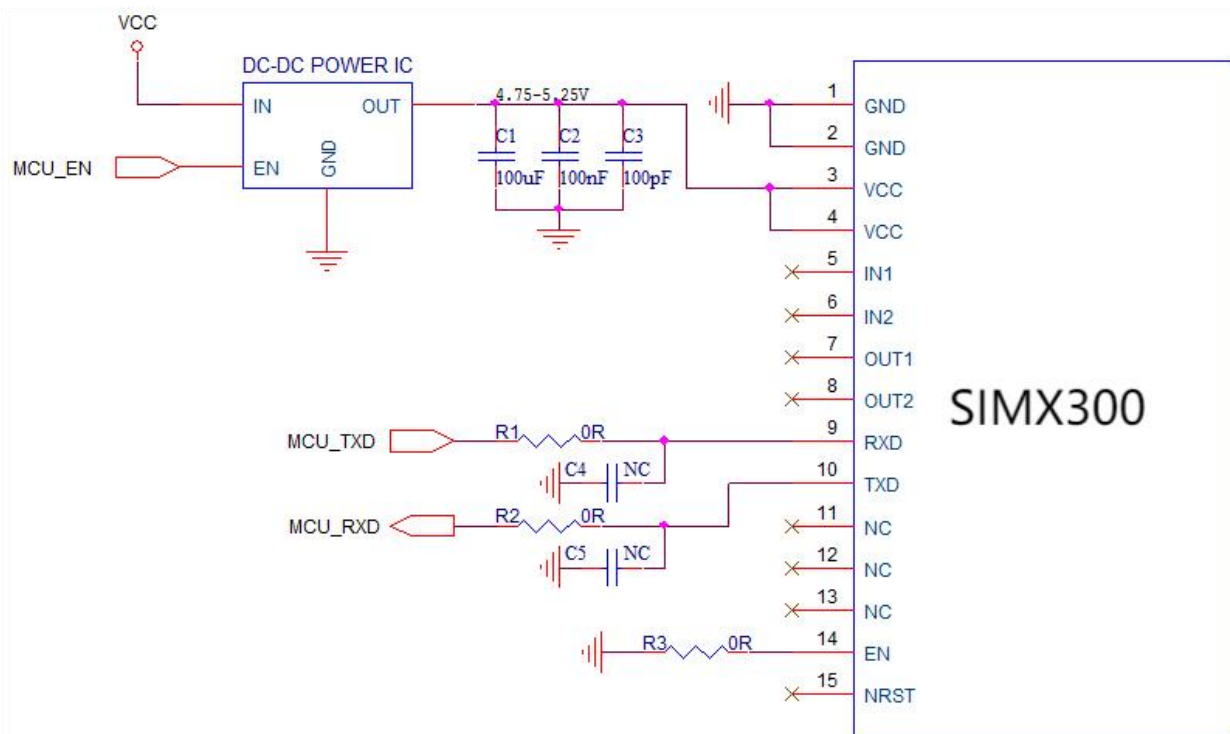 VCC
DC-DC POWER IC
IN
OUT
4.75-5.25V
MCU_EN
EN
GND
C1
C2
C3
100uF
100nF
100pF
1
GND
2
GND
3
VCC
4
VCC
5
IN1
6
IN2
7
OUT1
8
OUT2
SIMX300
MCU_TXD
R1
0R
9
RXD
C4
NC
10
TXD
MCU_RXD
R2
0R
11
NC
C5
NC
12
NC
13
NC
R3
0R
14
EN
15
NRST